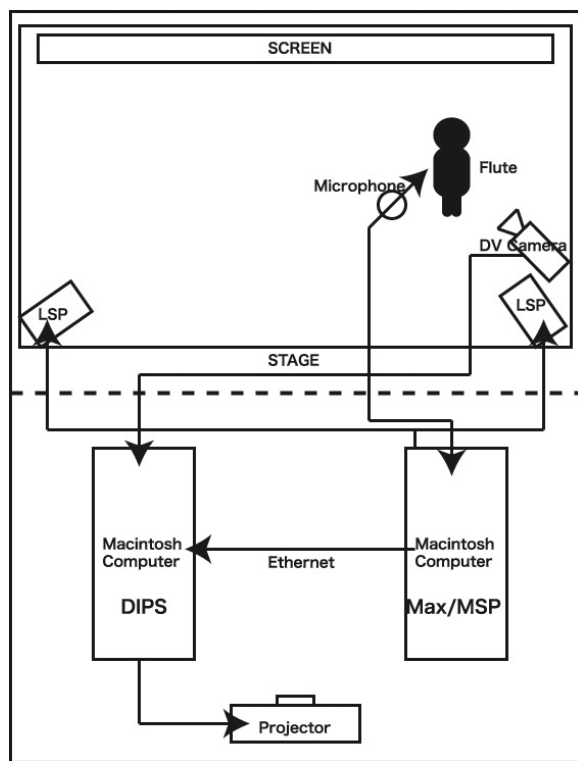 SCREEN
Flute
Microphone
DV Camera
LSP
LSP
STAGE
Macintosh
Computer
DIPS
Ethernet
Macintosh
Computer
Max/MSP
Projector